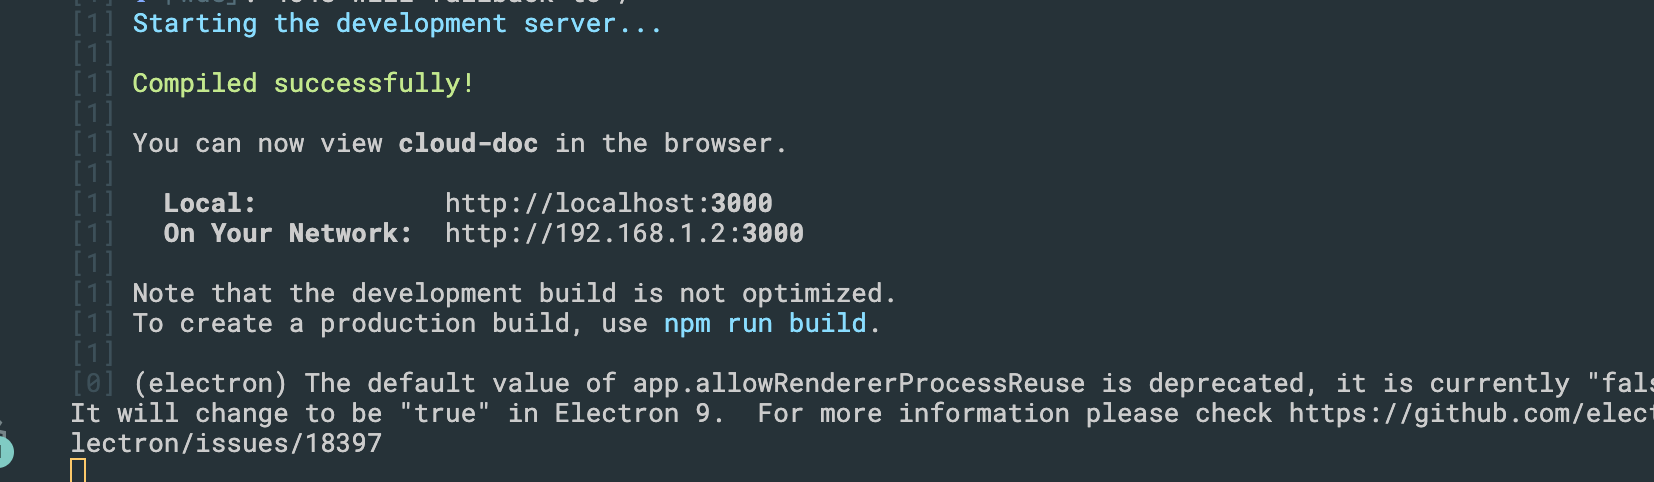 [1] Starting the development server...
[1]
[1] Compiled successfully!
[1]
[1] You can now view cloud-doc in the browser.
[1]
[1]   Local:            http://localhost:3000
[1]   On Your Network:  http://192.168.1.2:3000
[1]
[1] Note that the development build is not optimized.
[1] To create a production build, use npm run build.
[1]
[0] (electron) The default value of app.allowRendererProcessReuse is deprecated, it is currently "fals
It will change to be "true" in Electron 9.  For more information please check https://github.com/elect
lectron/issues/18397